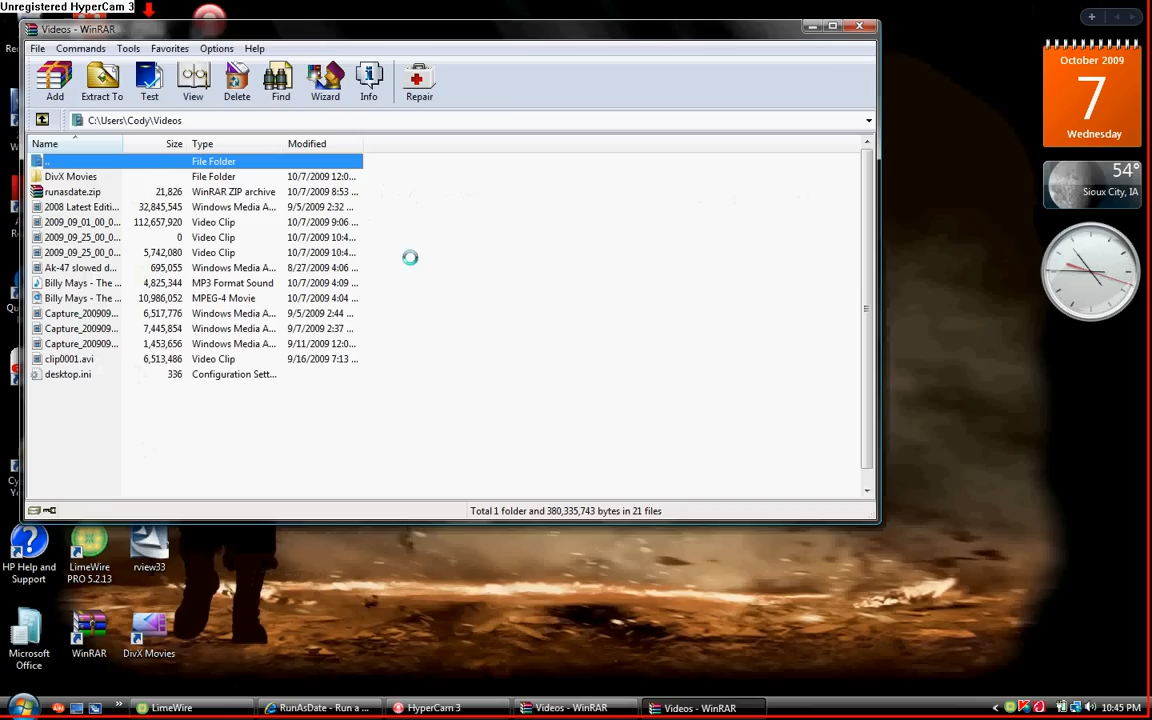 Unregistered HyperCam 3
Videos - WinRAR
File Commands Tools Favorites Options Help
Add Extract To Test View Delete Find Wizard Info Repair
C:\Users\Cody\Videos
Name Size Type Modified
.. File Folder
DivX Movies File Folder 10/7/2009 12:0...
runasdate.zip 21,826 WinRAR ZIP archive 10/7/2009 8:53 ...
2008 Latest Editi... 32,845,545 Windows Media A... 9/5/2009 2:32 ...
2009_09_01_00_0... 112,657,920 Video Clip 10/7/2009 9:06 ...
2009_09_25_00_0... 0 Video Clip 10/7/2009 10:4...
2009_09_25_00_0... 5,742,080 Video Clip 10/7/2009 10:4...
Ak-47 slowed d... 695,055 Windows Media A... 8/27/2009 4:06 ...
Billy Mays - The ... 4,825,344 MP3 Format Sound 10/7/2009 4:09 ...
Billy Mays - The ... 10,986,052 MPEG-4 Movie 10/7/2009 4:04 ...
Capture_200909... 6,517,776 Windows Media A... 9/5/2009 2:44 ...
Capture_200909... 7,445,854 Windows Media A... 9/7/2009 2:37 ...
Capture_200909... 1,453,656 Windows Media A... 9/11/2009 12:0...
clip0001.avi 6,513,486 Video Clip 9/16/2009 7:13 ...
desktop.ini 336 Configuration Sett...
Total 1 folder and 380,335,743 bytes in 21 files
October 2009
7
Wednesday
54°
Sioux City, IA
HP Help and
Support
LimeWire
PRO 5.2.13
rview33
Microsoft
Office
WinRAR
DivX Movies
LimeWire
RunAsDate - Run a ...
HyperCam 3
Videos - WinRAR
Videos - WinRAR
10:45 PM